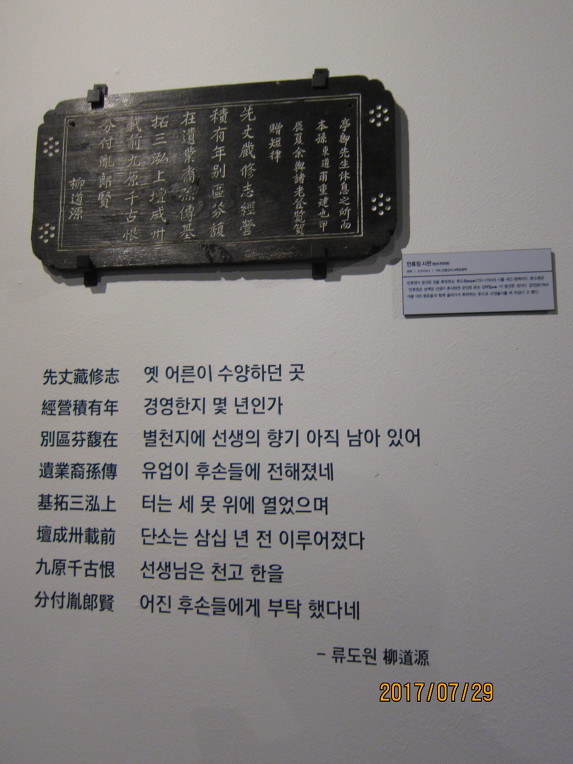 亭卽先生休息之所而
本孫東道甫重建也甲
辰夏余與諸老登覽
贈短律
先丈藏修志經營
積有年別區芬馥
在遺業裔孫傳基
拓三泓上壇成卅
載前九原千古恨
分付胤郎賢
柳道源
시판
先丈藏修志 옛 어른이 수양하던 곳
經營積有年 경영한지 몇 년인가
別區芬馥在 별천지에 선생의 향기 아직 남아 있어
遺業裔孫傳 유업이 후손들에 전해졌네
基拓三泓上 터는 세 못 위에 열었으며
壇成卅載前 단소는 삼십 년 전 이루어졌다
九原千古恨 선생님은 천고 한을
分付胤郎賢 어진 후손들에게 부탁 했다네
– 류도원 柳道源
2017/07/29